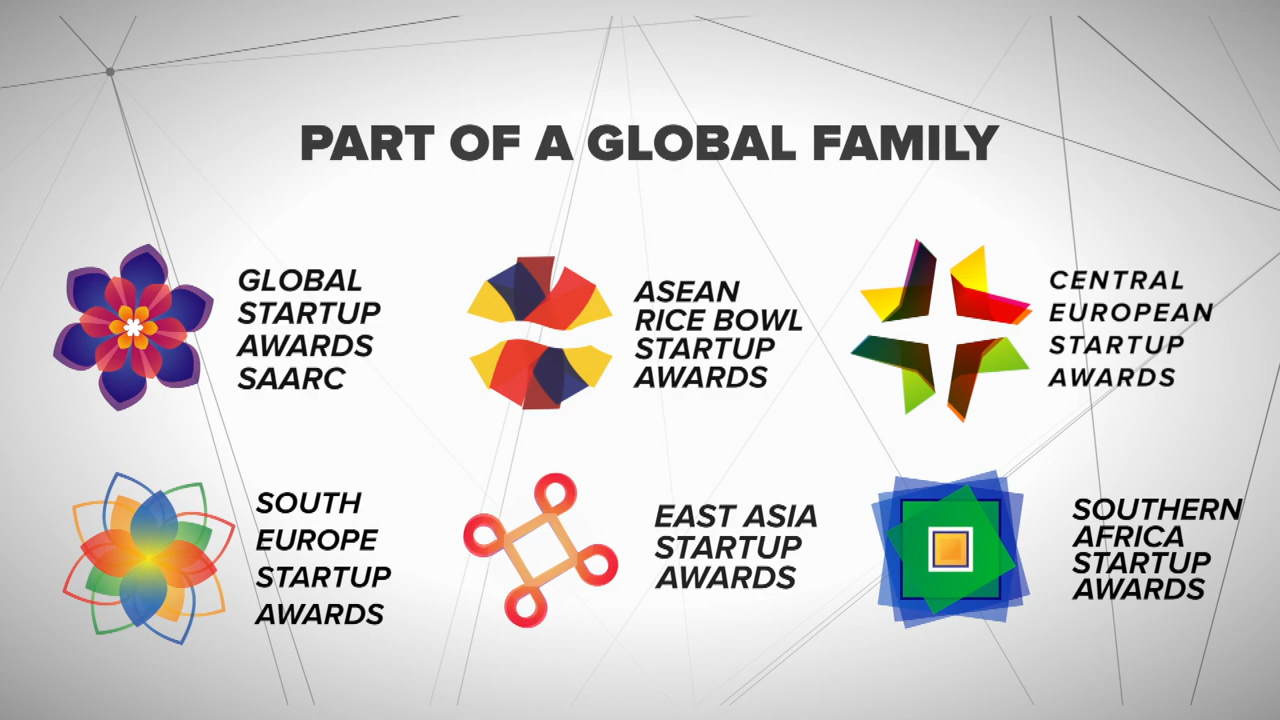 PART OF A GLOBAL FAMILY
GLOBAL
STARTUP
AWARDS
SAARC
ASEAN
RICE BOWL
STARTUP
AWARDS
CENTRAL
EUROPEAN
STARTUP
AWARDS
SOUTH
EUROPE
STARTUP
AWARDS
EAST ASIA
STARTUP
AWARDS
SOUTHERN
AFRICA
STARTUP
AWARDS